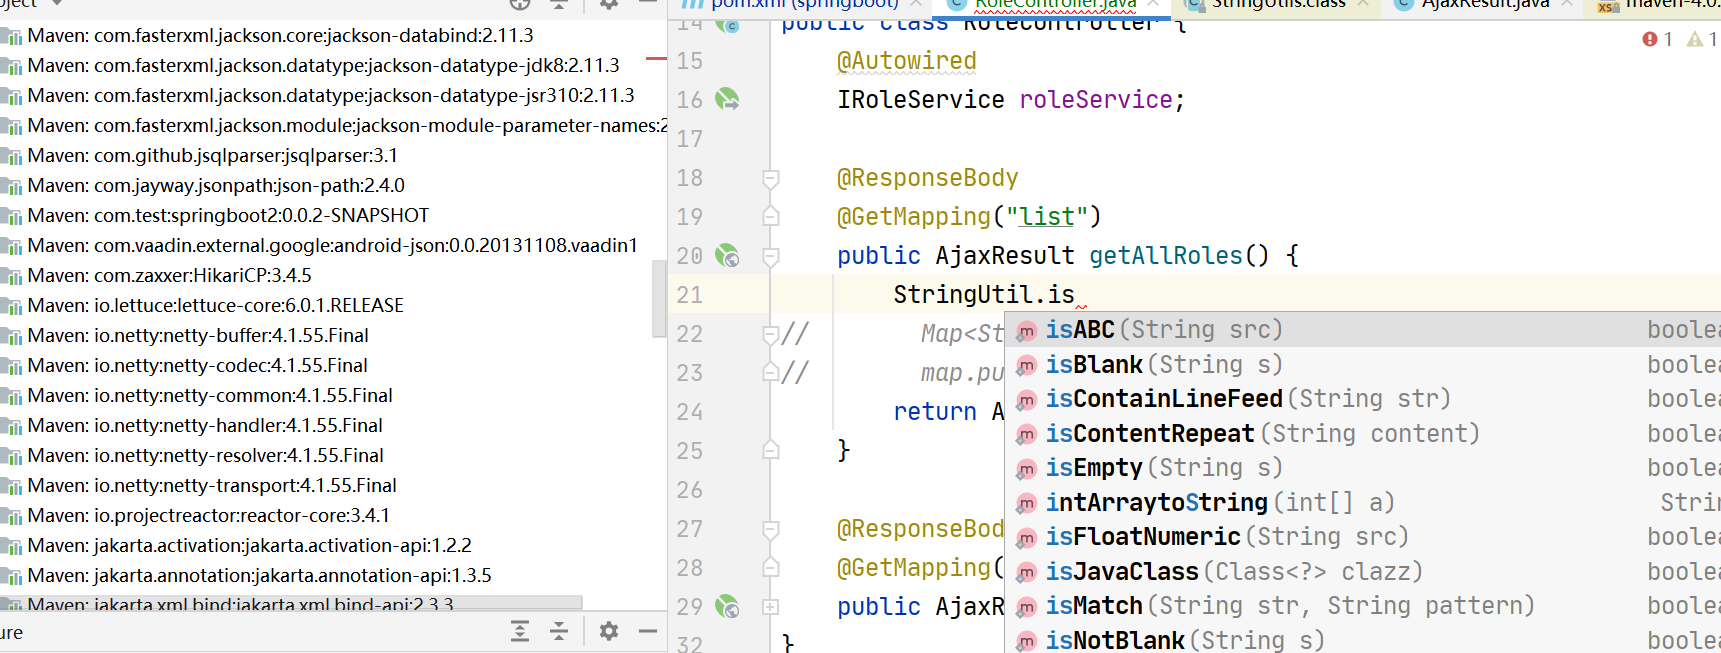 Maven: com.fasterxml.jackson.core:jackson-databind:2.11.3
Maven: com.fasterxml.jackson.datatype:jackson-datatype-jdk8:2.11.3
Maven: com.fasterxml.jackson.datatype:jackson-datatype-jsr310:2.11.3
Maven: com.fasterxml.jackson.module:jackson-module-parameter-names:2
Maven: com.github.jsqlparser:jsqlparser:3.1
Maven: com.jayway.jsonpath:json-path:2.4.0
Maven: com.test:springboot2:0.0.2-SNAPSHOT
Maven: com.vaadin.external.google:android-json:0.0.20131108.vaadin1
Maven: com.zaxxer:HikariCP:3.4.5
Maven: io.lettuce:lettuce-core:6.0.1.RELEASE
Maven: io.netty:netty-buffer:4.1.55.Final
Maven: io.netty:netty-codec:4.1.55.Final
Maven: io.netty:netty-common:4.1.55.Final
Maven: io.netty:netty-handler:4.1.55.Final
Maven: io.netty:netty-resolver:4.1.55.Final
Maven: io.netty:netty-transport:4.1.55.Final
Maven: io.projectreactor:reactor-core:3.4.1
Maven: jakarta.activation:jakarta.activation-api:1.2.2
Maven: jakarta.annotation:jakarta.annotation-api:1.3.5
Maven: jakarta.xml.bind:jakarta.xml.bind-api:2.3.3
ure
pom.xml (springboot)
RoleController.java
StringUtils.class
AjaxResult.java
maven-4.0.
1 1
14 public class RoleController {
15 @Autowired
16 IRoleService roleService;
17
18 @ResponseBody
19 @GetMapping("list")
20 public AjaxResult getAllRoles() {
21 StringUtil.is
22 // Map<St
23 // map.pu
24 return A
25 }
26
27 @ResponseBod
28 @GetMapping(
29 public AjaxR
32 }
isABC(String src) boolea
isBlank(String s) boolea
isContainLineFeed(String str) boolea
isContentRepeat(String content) boolea
isEmpty(String s) boolea
intArraytoString(int[] a) Strin
isFloatNumeric(String src) boolea
isJavaClass(Class<?> clazz) boolea
isMatch(String str, String pattern) boolea
isNotBlank(String s) boolea